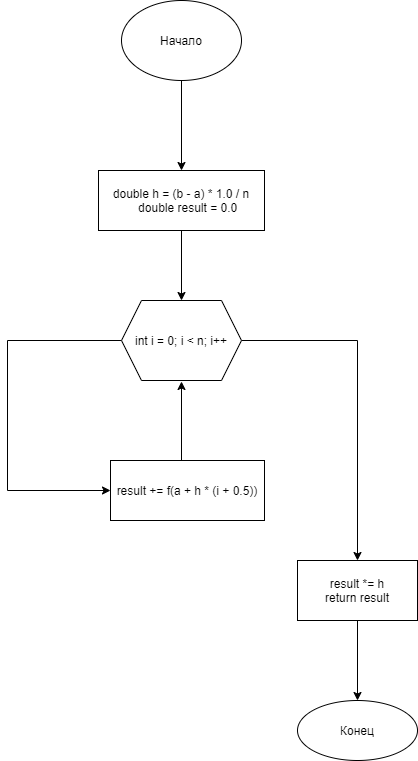 Начало
double h = (b - a) * 1.0 / n
double result = 0.0
int i = 0; i < n; i++
result += f(a + h * (i + 0.5))
result *= h
return result
Конец